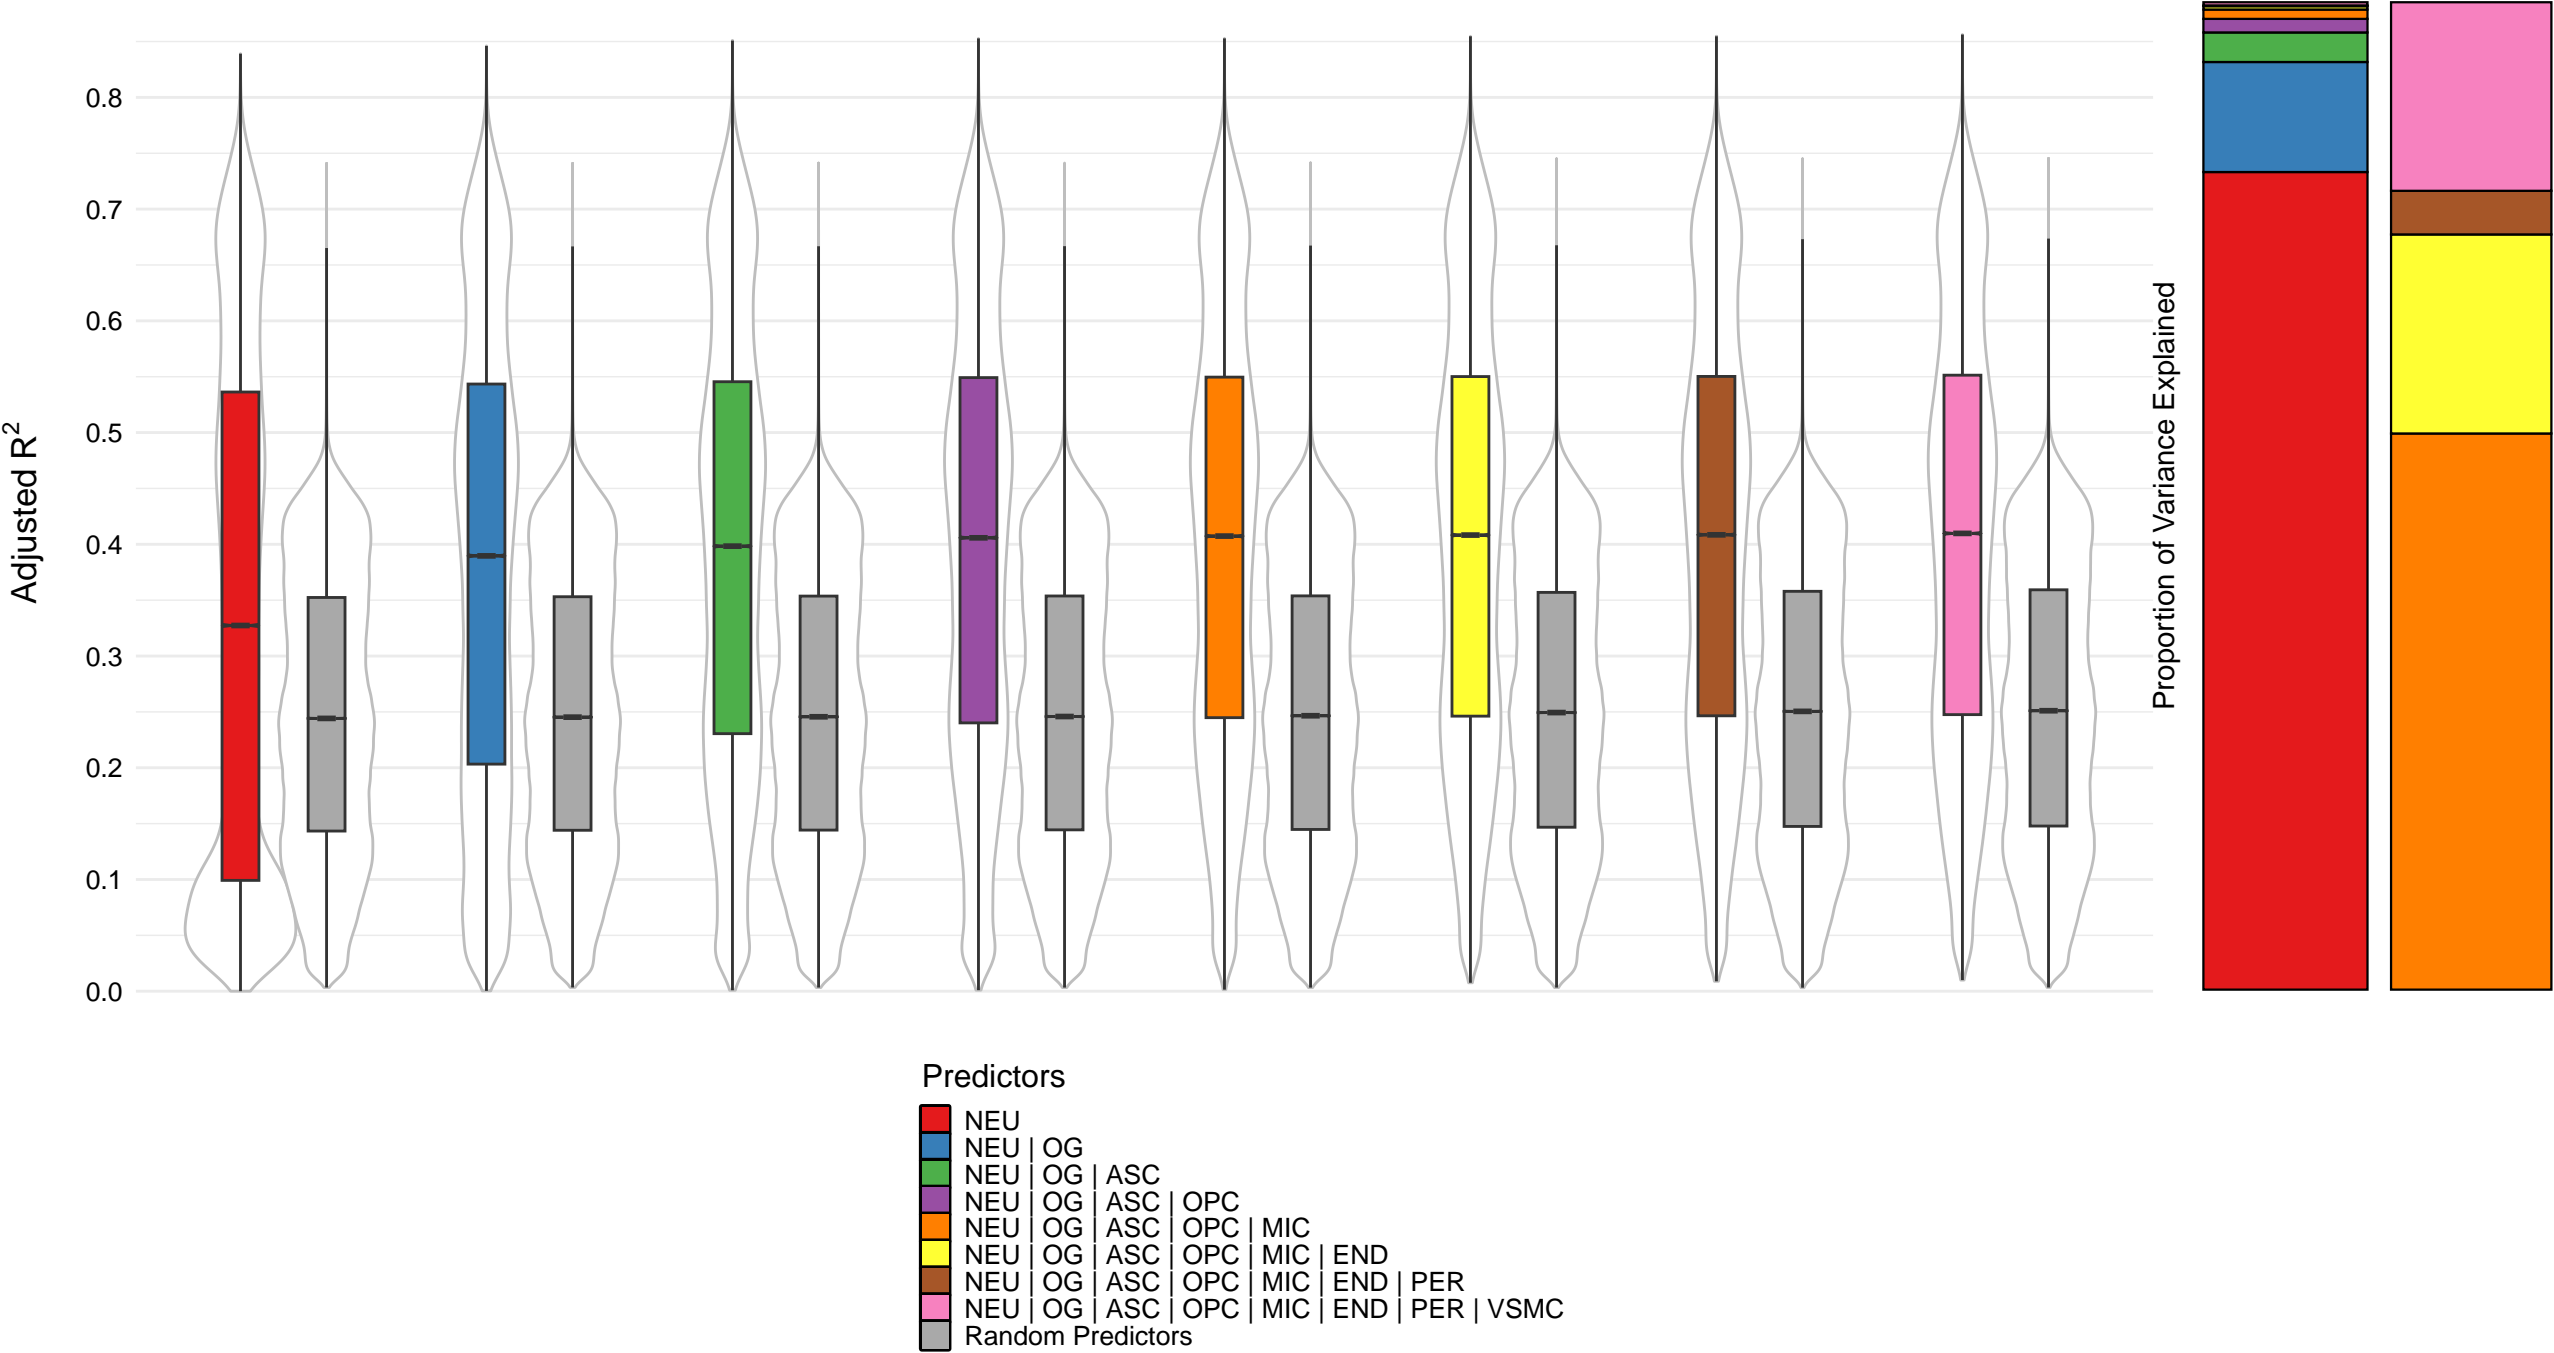 Adjusted R²
0.8
0.7
0.6
0.5
0.4
0.3
0.2
0.1
0.0
Proportion of Variance Explained
Predictors
NEU
NEU | OG
NEU | OG | ASC
NEU | OG | ASC | OPC
NEU | OG | ASC | OPC | MIC
NEU | OG | ASC | OPC | MIC | END
NEU | OG | ASC | OPC | MIC | END | PER
NEU | OG | ASC | OPC | MIC | END | PER | VSMC
Random Predictors